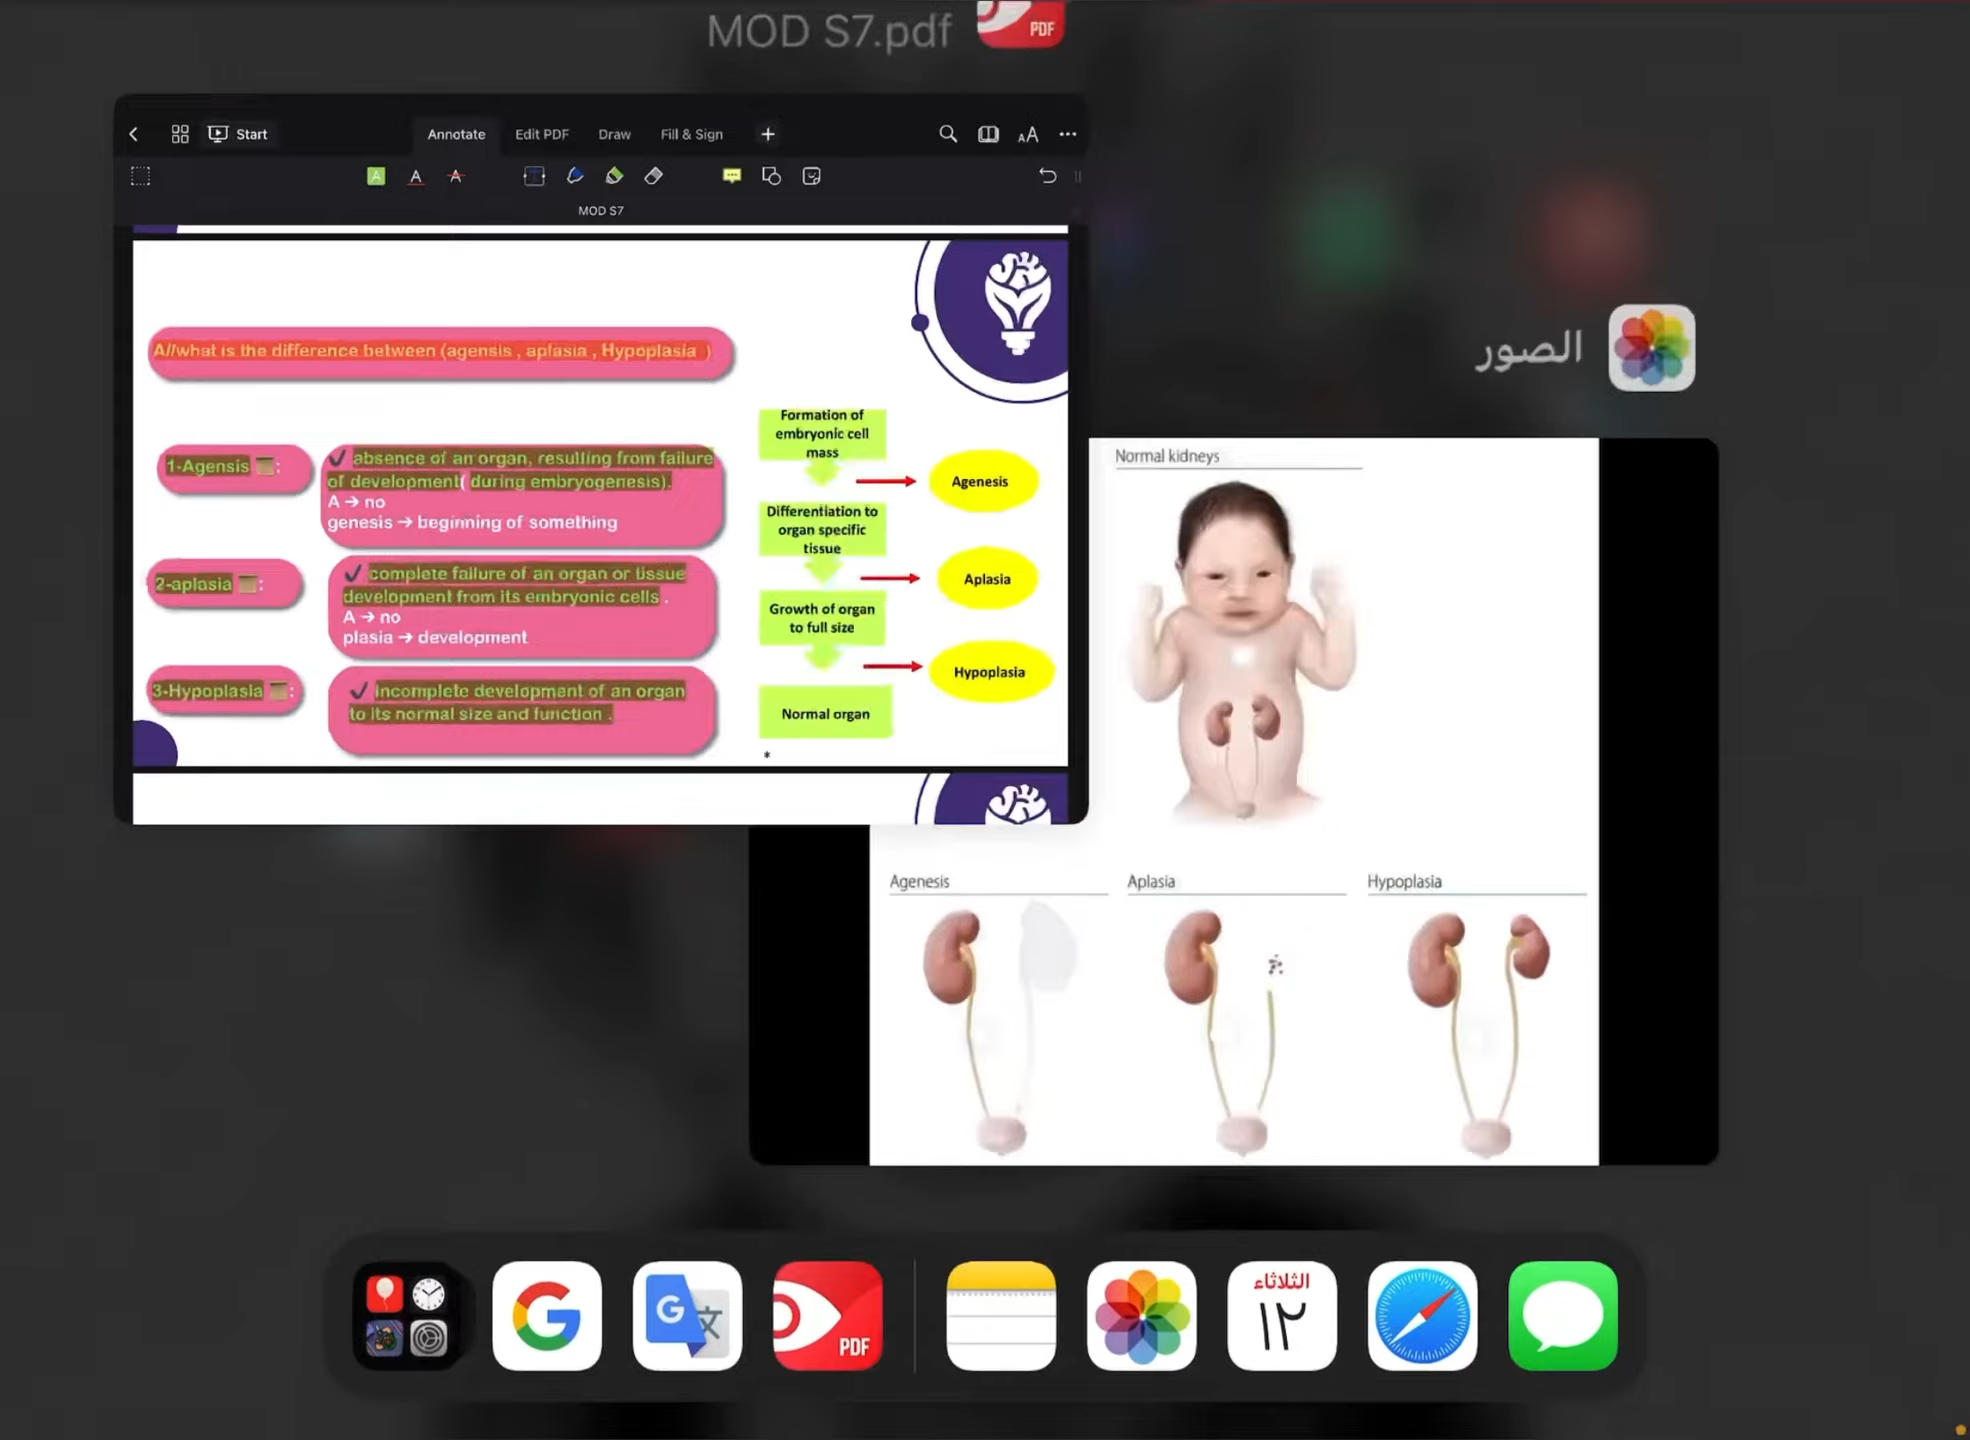 MOD S7.pdf
PDF
Start
Annotate
Edit PDF
Draw
Fill & Sign
+
AA
A
A
A
T
MOD S7
A//what is the difference between (agensis , aplasia , Hypoplasia )
1-Agensis :
✓ absence of an organ, resulting from failure
of development( during embryogenesis).
A → no
genesis → beginning of something
2-aplasia :
✓ complete failure of an organ or tissue
development from its embryonic cells .
A → no
plasia → development
3-Hypoplasia :
✓ Incomplete development of an organ
to its normal size and function .
Formation of
embryonic cell
mass
Agenesis
Differentiation to
organ specific
tissue
Aplasia
Growth of organ
to full size
Hypoplasia
Normal organ
*
الصور
Normal kidneys
Agenesis
Aplasia
Hypoplasia
G
G
文
PDF
الثلاثاء
١٢